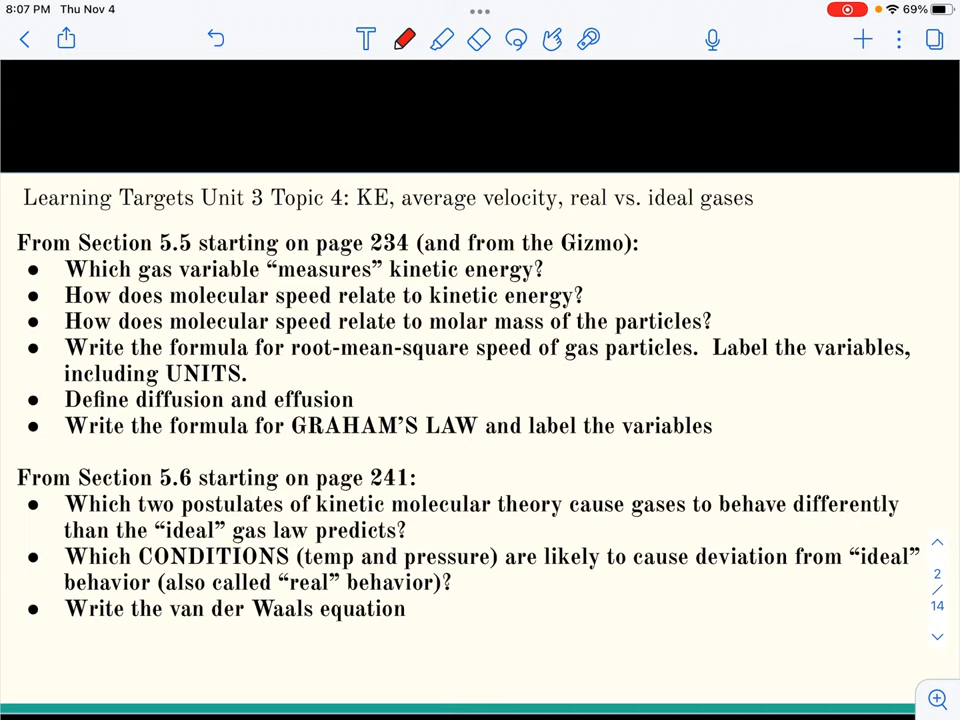 8:07 PM Thu Nov 4
69%
Learning Targets Unit 3 Topic 4: KE, average velocity, real vs. ideal gases
From Section 5.5 starting on page 234 (and from the Gizmo):
● Which gas variable “measures” kinetic energy?
● How does molecular speed relate to kinetic energy?
● How does molecular speed relate to molar mass of the particles?
● Write the formula for root-mean-square speed of gas particles. Label the variables,
including UNITS.
● Define diffusion and effusion
● Write the formula for GRAHAM’S LAW and label the variables
From Section 5.6 starting on page 241:
● Which two postulates of kinetic molecular theory cause gases to behave differently
than the “ideal” gas law predicts?
● Which CONDITIONS (temp and pressure) are likely to cause deviation from “ideal”
behavior (also called “real” behavior)?
● Write the van der Waals equation
2
/
14